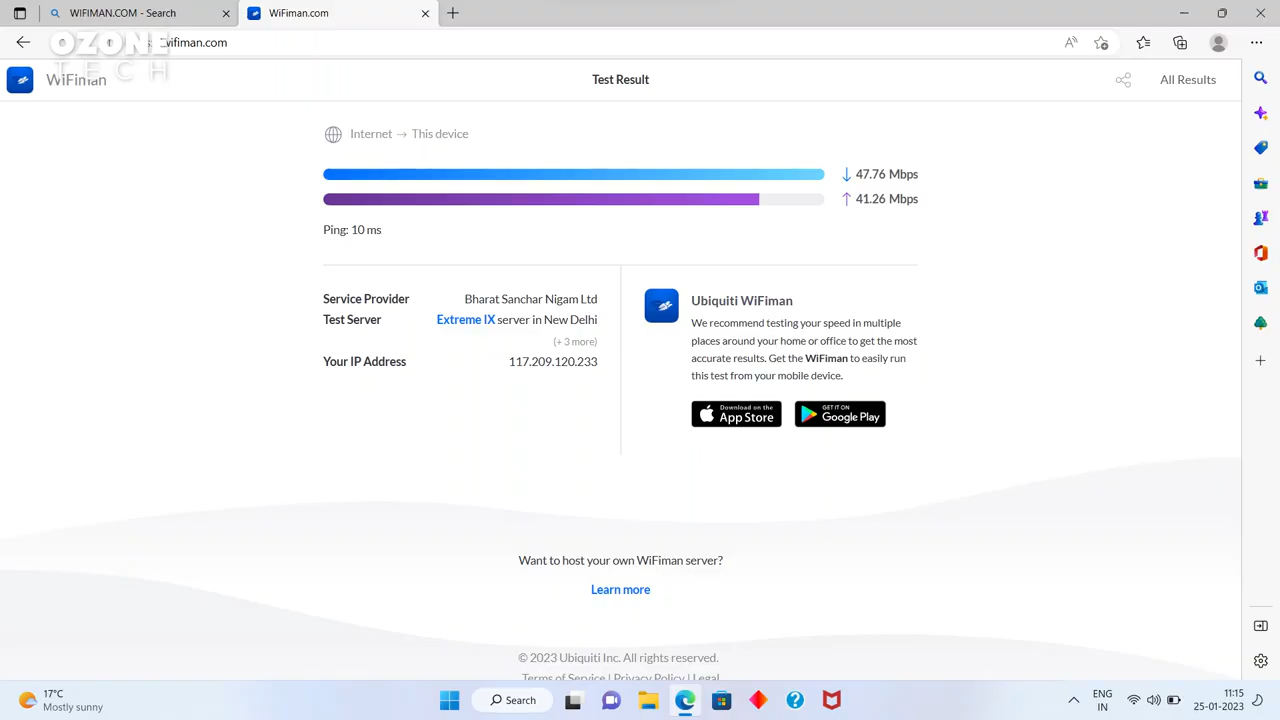 WIFIMAN.COM - Search
WiFiman.com
wifiman.com
OZONE
TECH
WiFiman
Test Result
All Results
Internet → This device
↓ 47.76 Mbps
↑ 41.26 Mbps
Ping: 10 ms
Service Provider Bharat Sanchar Nigam Ltd
Test Server Extreme IX server in New Delhi
(+ 3 more)
Your IP Address 117.209.120.233
Ubiquiti WiFiman
We recommend testing your speed in multiple
places around your home or office to get the most
accurate results. Get the WiFiman to easily run
this test from your mobile device.
Download on the
App Store
GET IT ON
Google Play
Want to host your own WiFiman server?
Learn more
© 2023 Ubiquiti Inc. All rights reserved.
Terms of Service | Privacy Policy | Legal
17°C
Mostly sunny
Search
ENG
IN
11:15
25-01-2023